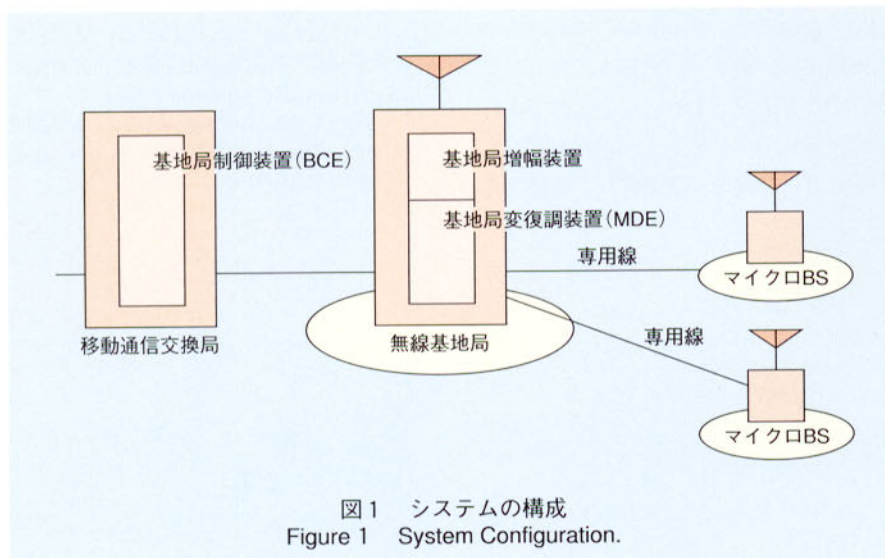 基地局制御装置(BCE)
基地局増幅装置
基地局変復調装置(MDE)
専用線
マイクロBS
移動通信交換局
無線基地局
専用線
マイクロBS
図1 システムの構成
Figure 1 System Configuration.